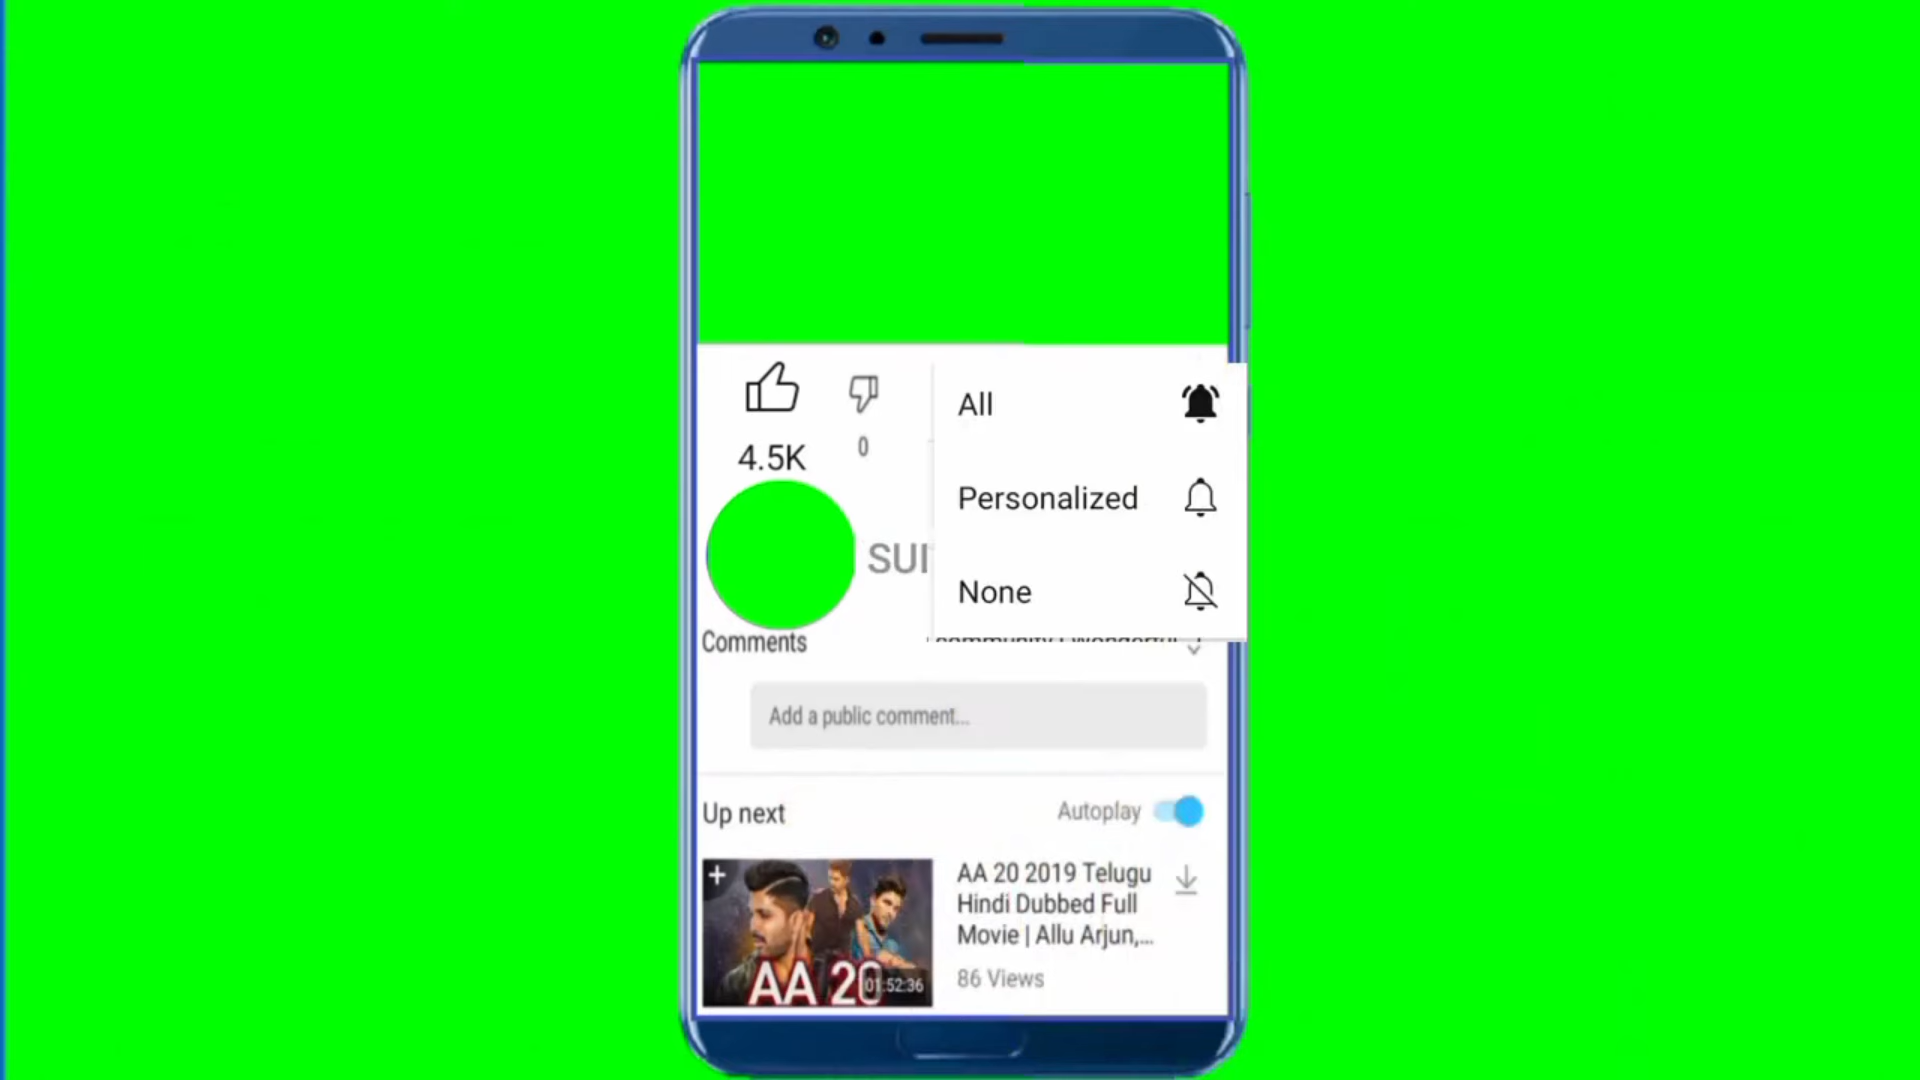 All
4.5K
0
Personalized
None
Comments
Add a public comment...
Up next
Autoplay
AA 20 2019 Telugu
Hindi Dubbed Full
Movie | Allu Arjun,...
86 Views
AA 20
01:52:36